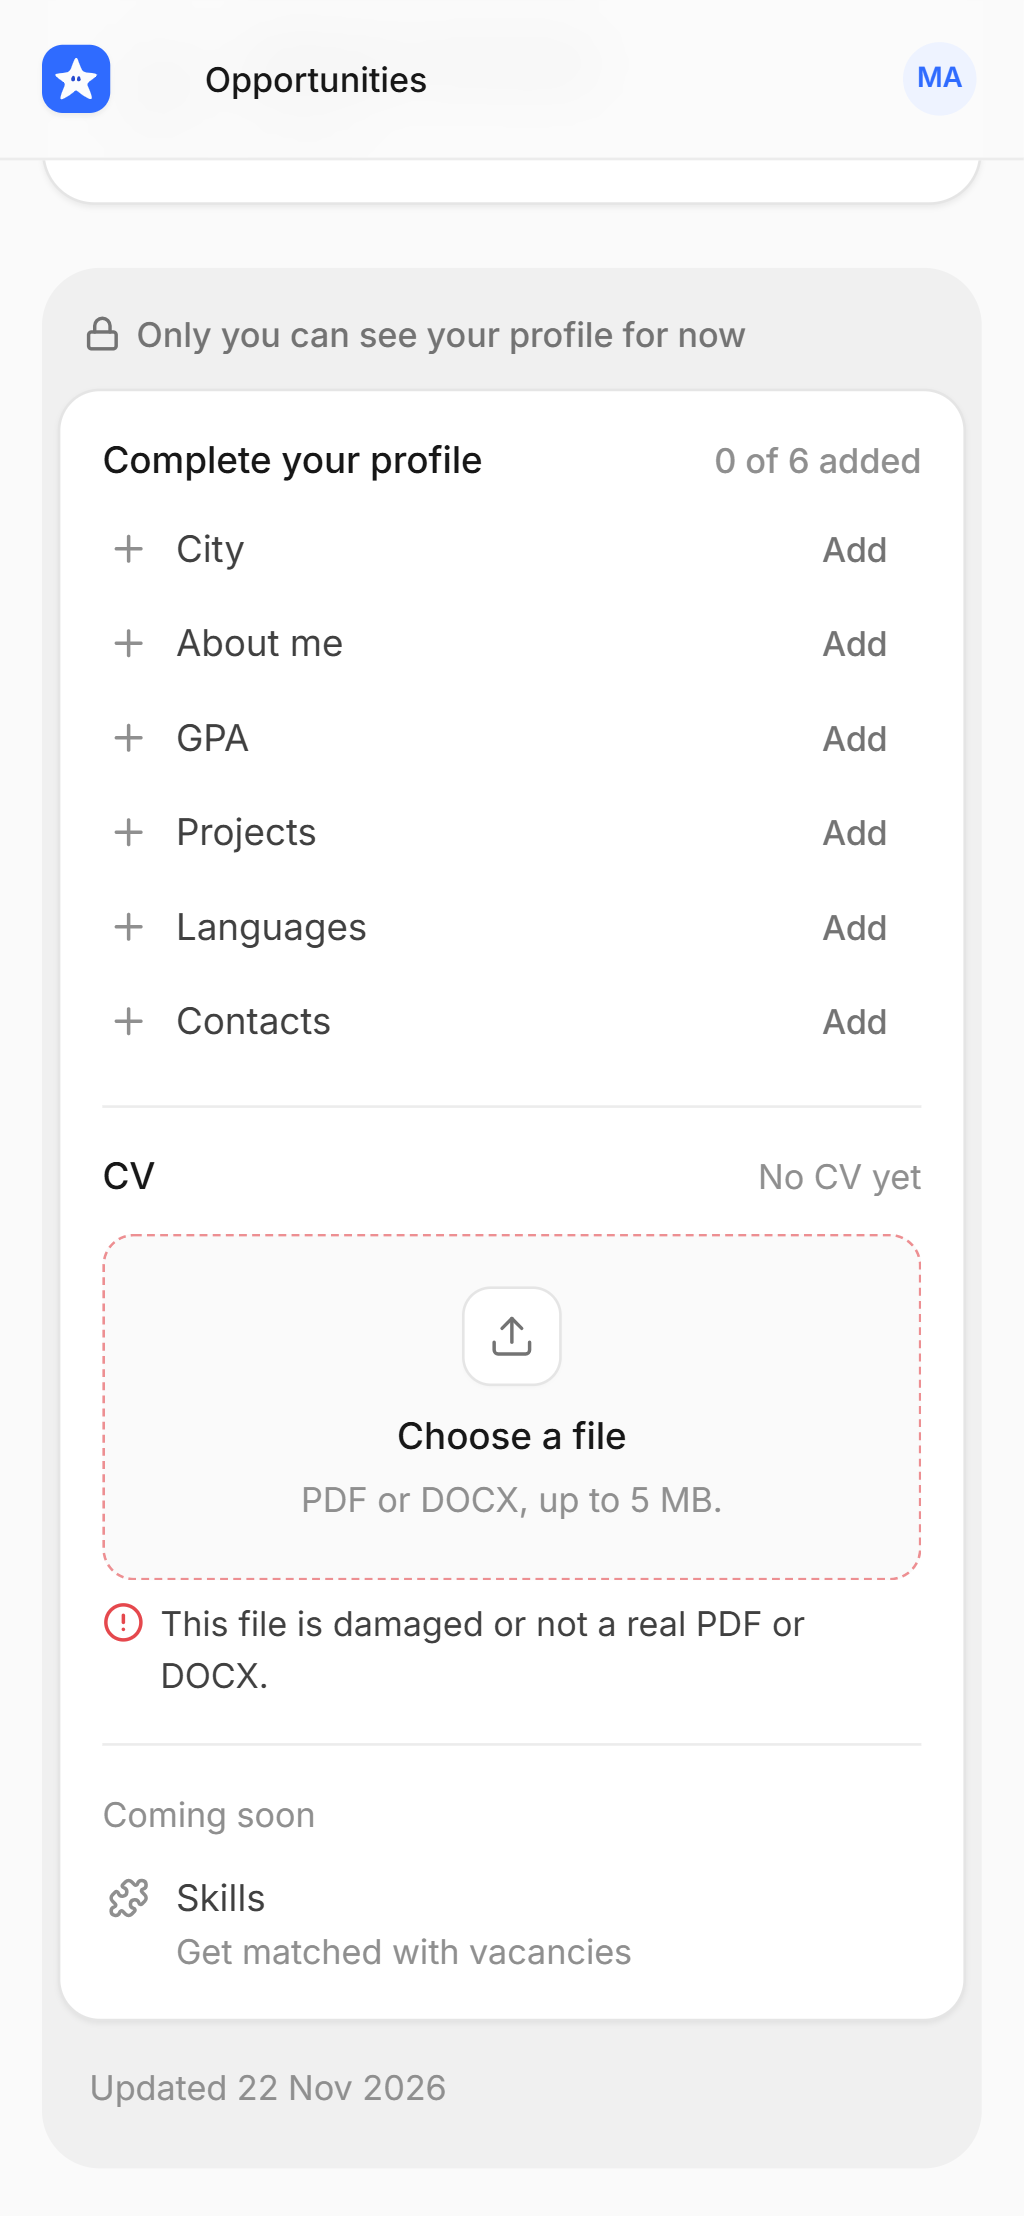 Opportunities
MA
Only you can see your profile for now
Complete your profile
0 of 6 added
City
Add
About me
Add
GPA
Add
Projects
Add
Languages
Add
Contacts
Add
CV
No CV yet
Choose a file
PDF or DOCX, up to 5 MB.
This file is damaged or not a real PDF or
DOCX.
Coming soon
Skills
Get matched with vacancies
Updated 22 Nov 2026